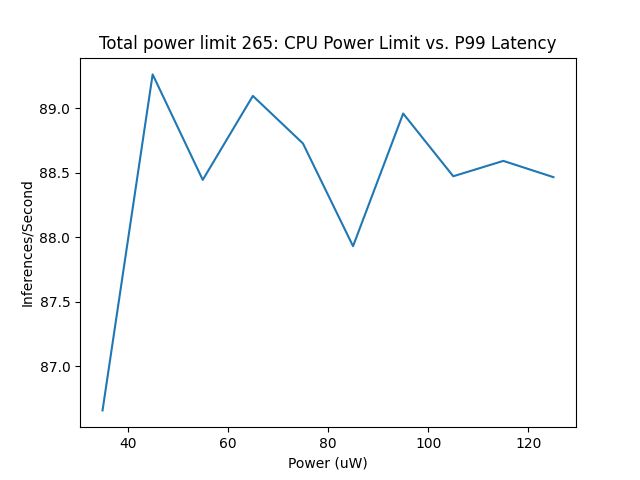 Total power limit 265: CPU Power Limit vs. P99 Latency
89.0
88.5
88.0
87.5
87.0
Inferences/Second
40 60 80 100 120
Power (uW)